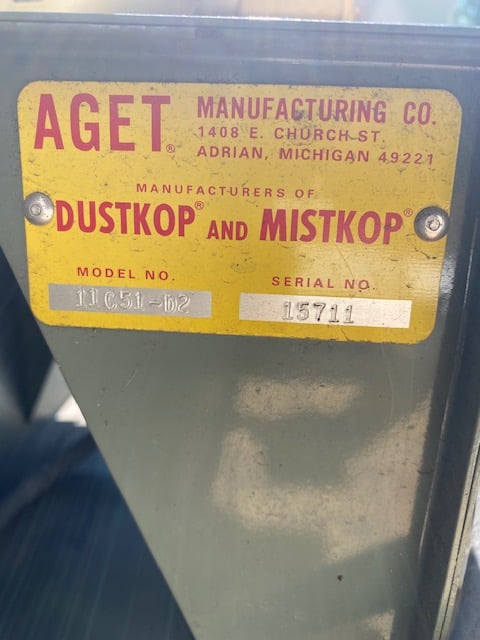 AGET® MANUFACTURING CO.
1408 E. CHURCH ST.
ADRIAN, MICHIGAN 49221
MANUFACTURERS OF
DUSTKOP® AND MISTKOP®
MODEL NO. SERIAL NO.
11C51-D2 15711